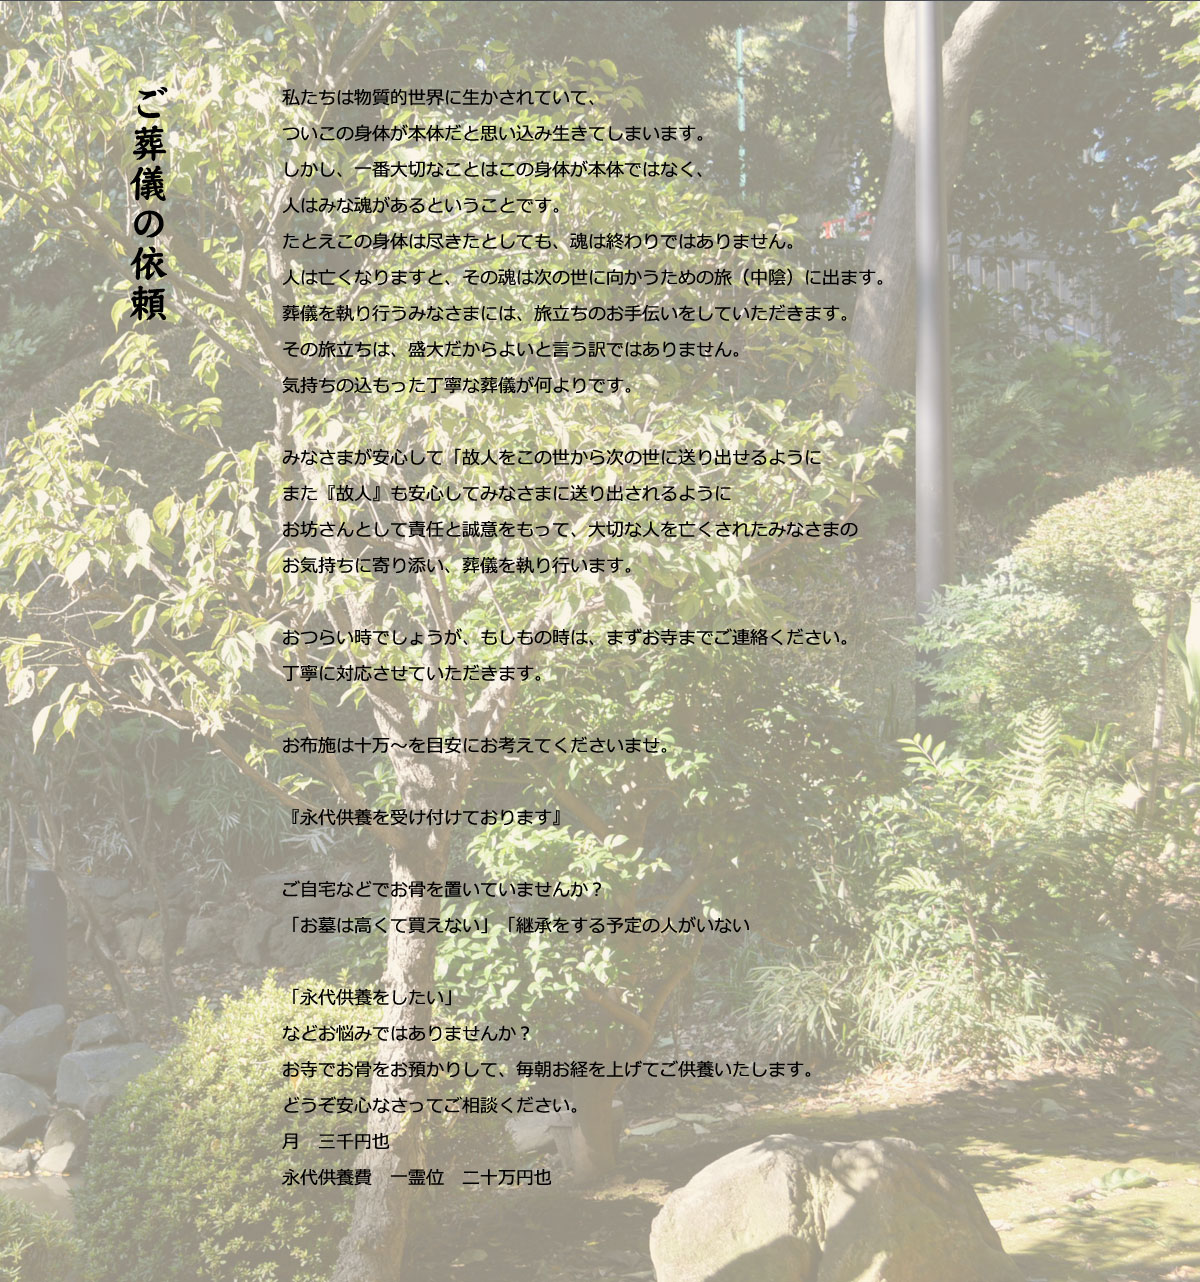 ご葬儀の依頼
私たちは物質的世界に生かされていて、
ついこの身体が本体だと思い込み生きてしまいます。
しかし、一番大切なことはこの身体が本体ではなく、
人はみな魂があるということです。
たとえこの身体は尽きたとしても、魂は終わりではありません。
人は亡くなりますと、その魂は次の世に向かうための旅（中陰）に出ます。
葬儀を執り行うみなさまには、旅立ちのお手伝いをしていただきます。
その旅立ちは、盛大だからよいと言う訳ではありません。
気持ちの込もった丁寧な葬儀が何よりです。
みなさまが安心して「故人をこの世から次の世に送り出せるように
また『故人』も安心してみなさまに送り出されるように
お坊さんとして責任と誠意をもって、大切な人を亡くされたみなさまの
お気持ちに寄り添い、葬儀を執り行います。
おつらい時でしょうが、もしもの時は、まずお寺までご連絡ください。
丁寧に対応させていただきます。
お布施は十万～を目安にお考えてくださいませ。
『永代供養を受け付けております』
ご自宅などでお骨を置いていませんか？
「お墓は高くて買えない」「継承をする予定の人がいない
「永代供養をしたい」
などお悩みではありませんか？
お寺でお骨をお預かりして、毎朝お経を上げてご供養いたします。
どうぞ安心なさってご相談ください。
月　三千円也
永代供養費　一霊位　二十万円也